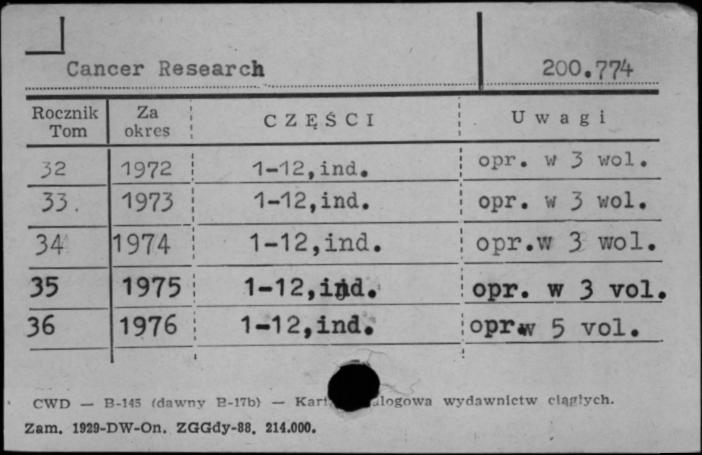 Cancer Research 200.774
Rocznik Tom Za okres CZĘŚCI Uwagi
32 1972 1-12,ind. opr. w 3 wol.
33. 1973 1-12,ind. opr. w 3 wol.
34 1974 1-12,ind. opr.w 3 wol.
35 1975 1-12,ind. opr. w 3 vol.
36 1976 1-12,ind. opr.w 5 vol.
CWD — B-145 (dawny B-17b) — wydawnictw ciągłych.
Zam. 1929-DW-On. ZGGdy-88. 214.000.